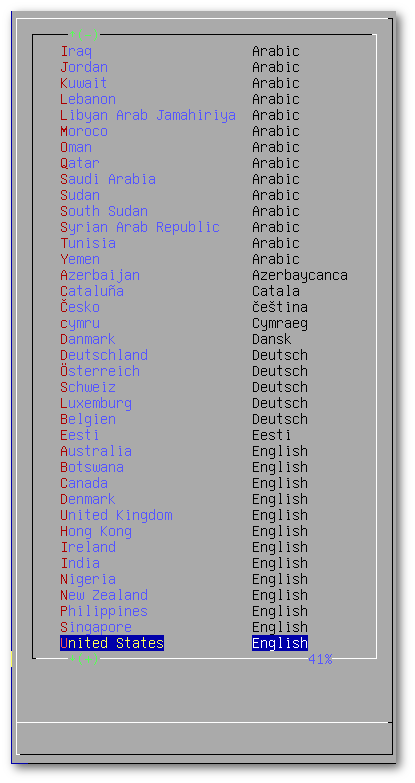 ↑(-)
Iraq Arabic
Jordan Arabic
Kuwait Arabic
Lebanon Arabic
Libyan Arab Jamahiriya Arabic
Moroco Arabic
Oman Arabic
Qatar Arabic
Saudi Arabia Arabic
Sudan Arabic
South Sudan Arabic
Syrian Arab Republic Arabic
Tunisia Arabic
Yemen Arabic
Azerbaijan Azerbaycanca
Cataluña Catala
Česko čeština
cymru Cymraeg
Danmark Dansk
Deutschland Deutsch
Österreich Deutsch
Schweiz Deutsch
Luxemburg Deutsch
Belgien Deutsch
Eesti Eesti
Australia English
Botswana English
Canada English
Denmark English
United Kingdom English
Hong Kong English
Ireland English
India English
Nigeria English
New Zealand English
Philippines English
Singapore English
United States English
↓(+) 41%